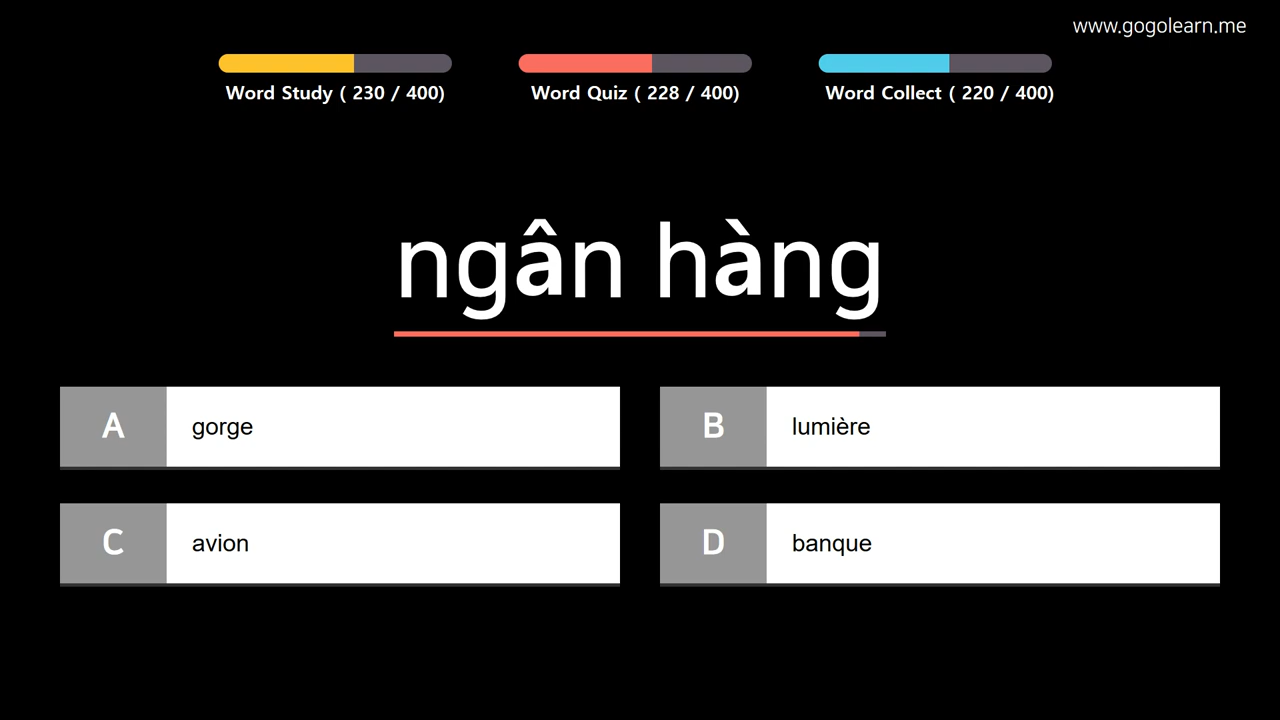 www.gogolearn.me
Word Study ( 230 / 400)
Word Quiz ( 228 / 400)
Word Collect ( 220 / 400)
ngân hàng
A gorge
B lumière
C avion
D banque